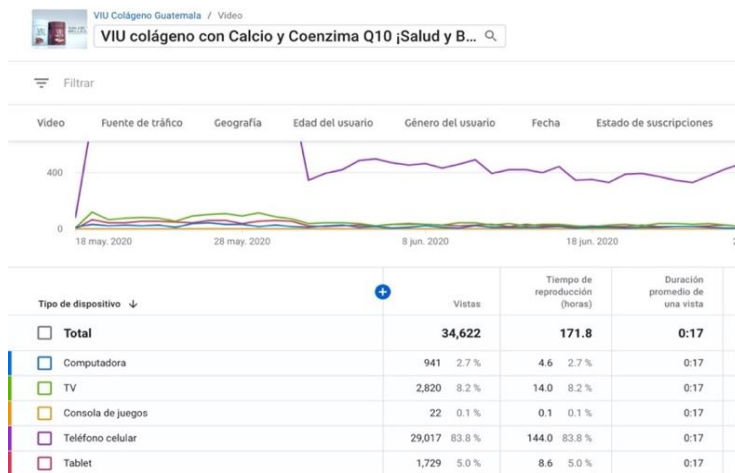 VIU Colágeno Guatemala / Video
VIU colágeno con Calcio y Coenzima Q10 ¡Salud y B...
Filtrar
Video Fuente de tráfico Geografía Edad del usuario Género del usuario Fecha Estado de suscripciones
400
0
18 may. 2020 28 may. 2020 8 jun. 2020 18 jun. 2020
Tipo de dispositivo Vistas Tiempo de reproducción (horas) Duración promedio de una vista
Total 34,622 171.8 0:17
Computadora 941 2.7 % 4.6 2.7 % 0:17
TV 2,820 8.2 % 14.0 8.2 % 0:17
Consola de juegos 22 0.1 % 0.1 0.1 % 0:17
Teléfono celular 29,017 83.8 % 144.0 83.8 % 0:17
Tablet 1,729 5.0 % 8.6 5.0 % 0:17